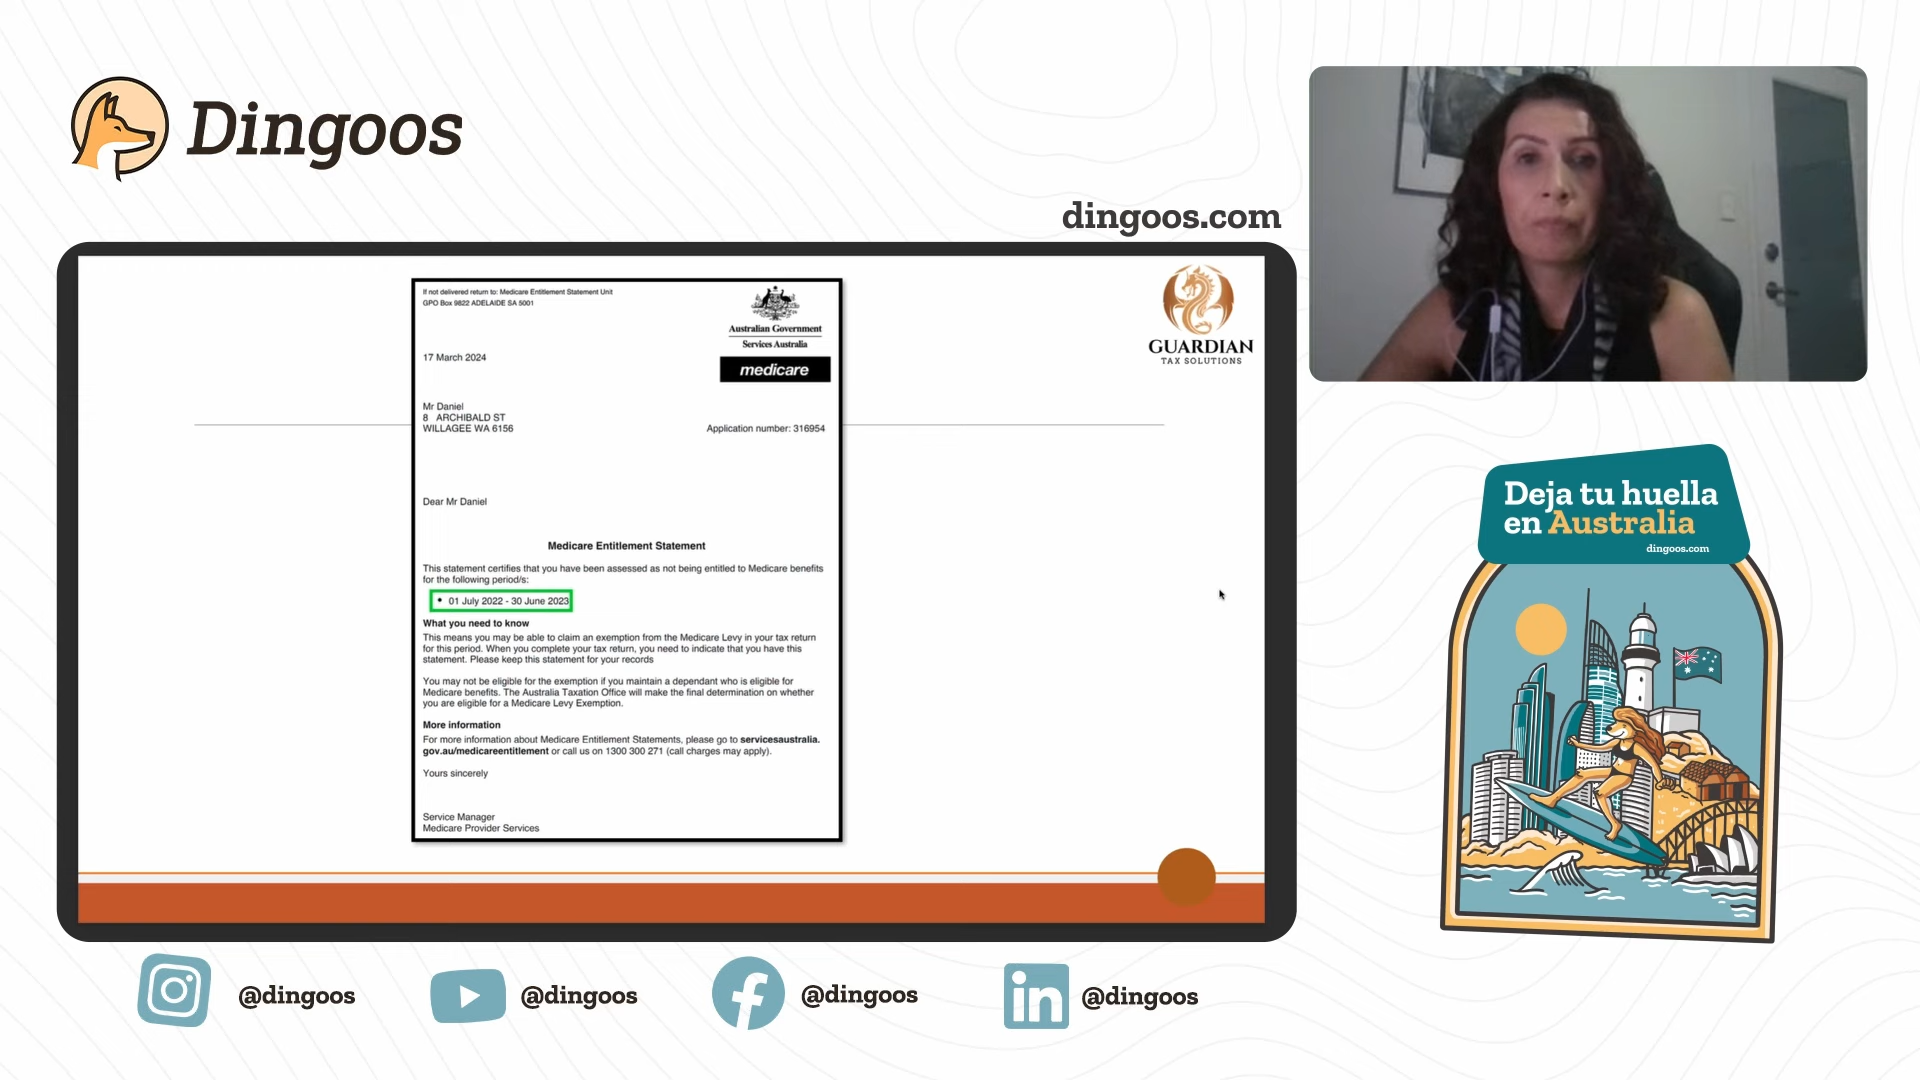 Dingoos
dingoos.com
If not delivered return to: Medicare Entitlement Statement Unit
GPO Box 9822 ADELAIDE SA 5001
Australian Government
Services Australia
medicare
17 March 2024
Mr Daniel
8 ARCHIBALD ST
WILLAGEE WA 6156
Application number: 316954
Dear Mr Daniel
Medicare Entitlement Statement
This statement certifies that you have been assessed as not being entitled to Medicare benefits
for the following period/s:
• 01 July 2022 - 30 June 2023
What you need to know
This means you may be able to claim an exemption from the Medicare Levy in your tax return
for this period. When you complete your tax return, you need to indicate that you have this
statement. Please keep this statement for your records
You may not be eligible for the exemption if you maintain a dependant who is eligible for
Medicare benefits. The Australia Taxation Office will make the final determination on whether
you are eligible for a Medicare Levy Exemption.
More information
For more information about Medicare Entitlement Statements, please go to servicesaustralia.
gov.au/medicareentitlement or call us on 1300 300 271 (call charges may apply).
Yours sincerely
Service Manager
Medicare Provider Services
GUARDIAN
TAX SOLUTIONS
Deja tu huella
en Australia
dingoos.com
@dingoos
@dingoos
@dingoos
@dingoos